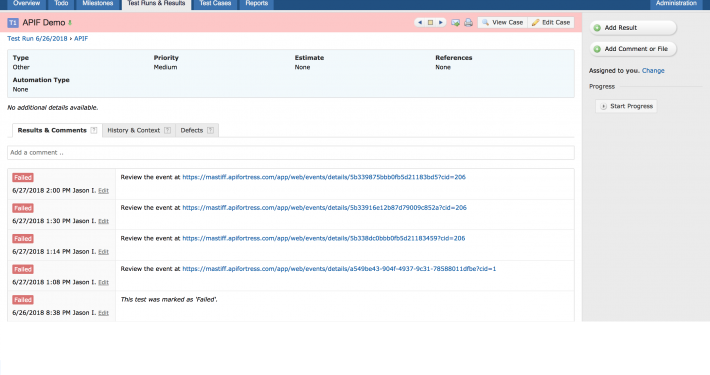 Overview Todo Milestones Test Runs & Results Test Cases Reports Administration
T1 APIF Demo View Case Edit Case
Test Run 6/26/2018 › APIF
Type Priority Estimate References
Other Medium None None
Automation Type
None
No additional details available.
Results & Comments ? History & Context ? Defects ?
Add a comment ..
Failed
Review the event at https://mastiff.apifortress.com/app/web/events/details/5b339875bbb0fb5d21183bd5?cid=206
6/27/2018 2:00 PM Jason I. Edit
Failed
Review the event at https://mastiff.apifortress.com/app/web/events/details/5b33916e12b87d79009c852a?cid=206
6/27/2018 1:30 PM Jason I. Edit
Failed
Review the event at https://mastiff.apifortress.com/app/web/events/details/5b338dc0bbb0fb5d21183459?cid=206
6/27/2018 1:14 PM Jason I. Edit
Failed
Review the event at https://mastiff.apifortress.com/app/web/events/details/a549be43-904f-4937-9c31-78588011dfbe?cid=1
6/27/2018 1:08 PM Jason I. Edit
Failed
This test was marked as 'Failed'.
6/26/2018 8:38 PM Jason I. Edit
Add Result
Add Comment or File
Assigned to you. Change
Progress
Start Progress